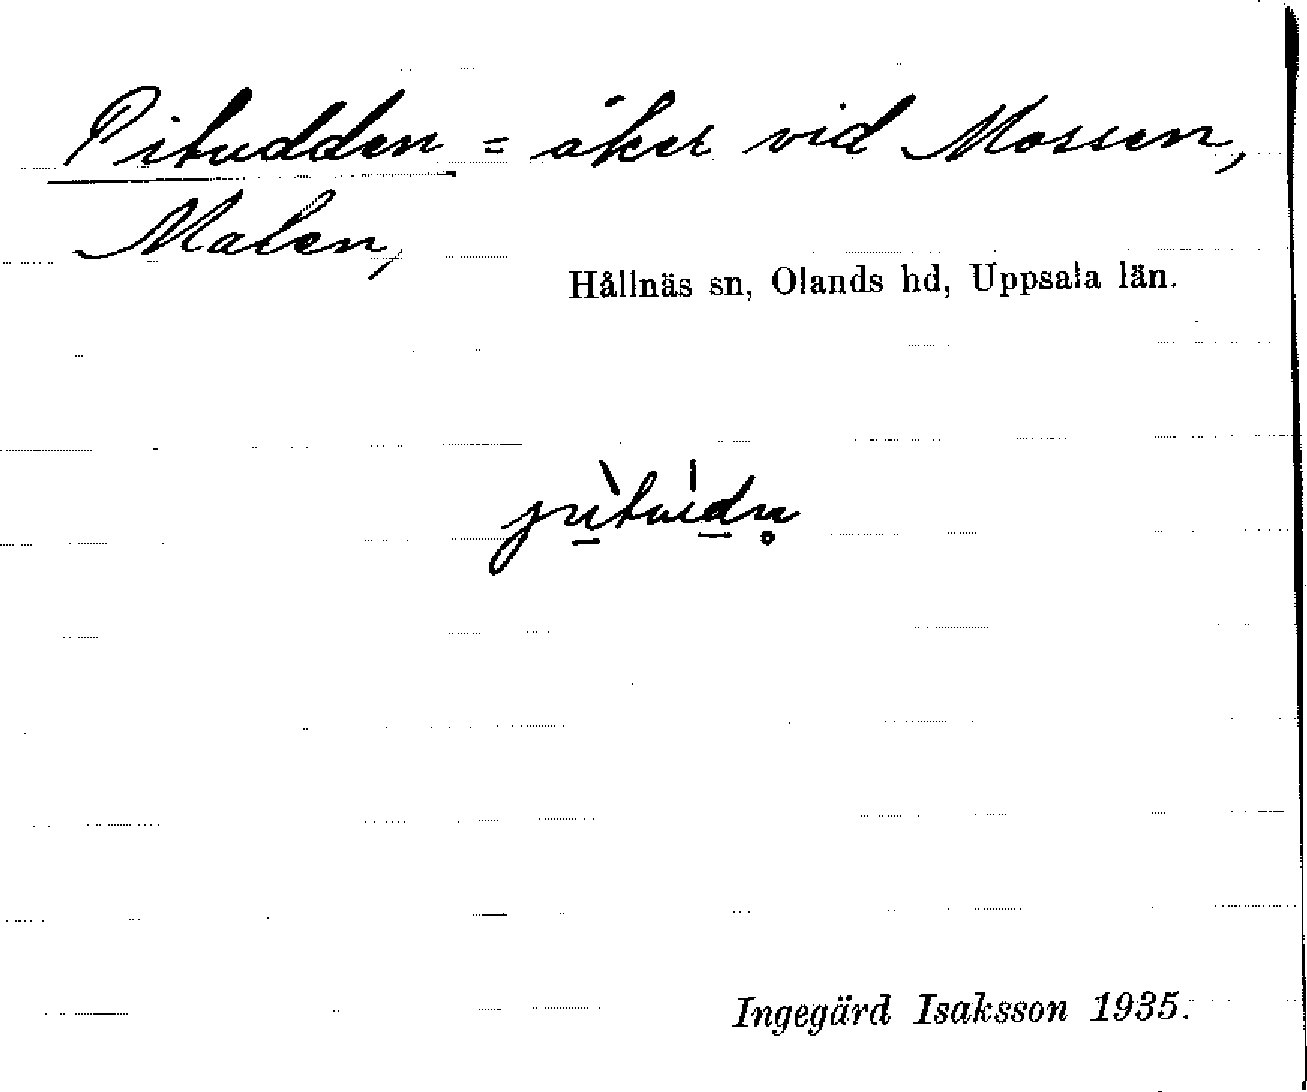 Pitudden = åker vid Mossen,
Malen,
Hållnäs sn, Olands hd, Uppsala län.
Ingegärd Isaksson 1935.